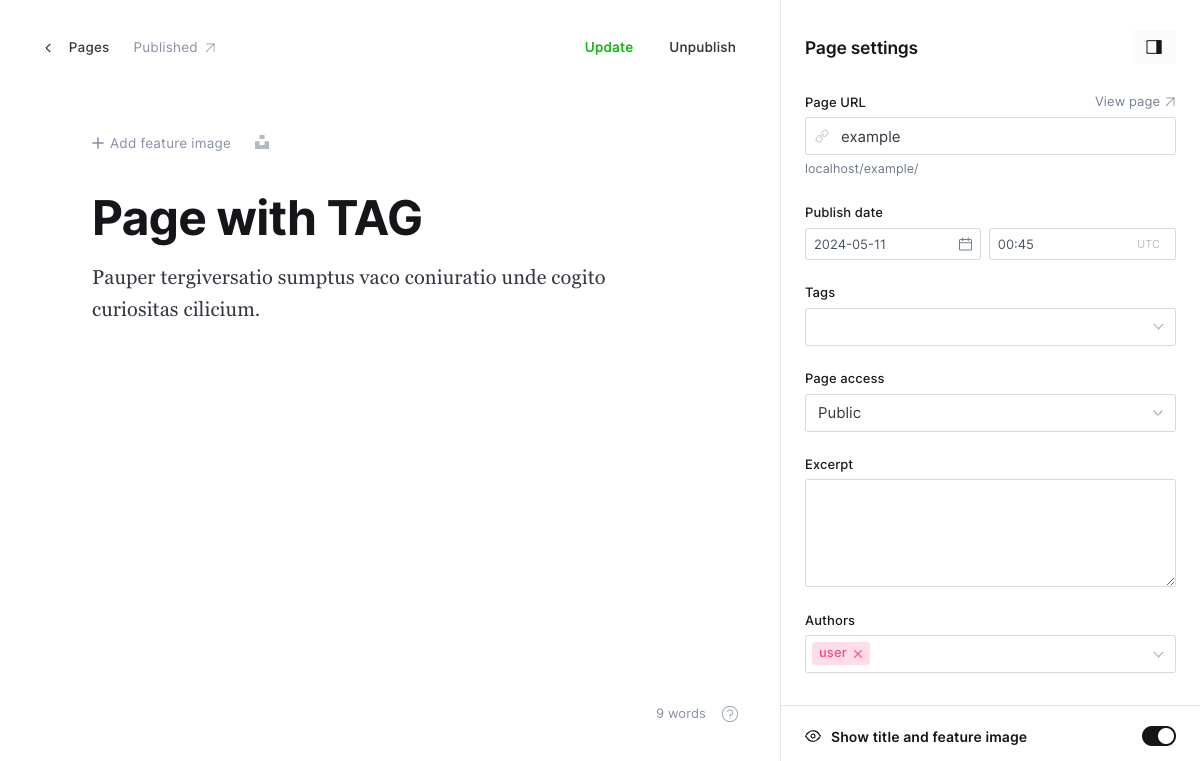 Pages Published
Update Unpublish
Add feature image
Page with TAG
Pauper tergiversatio sumptus vaco coniuratio unde cogito
curiositas cilicium.
9 words ?
Page settings
Page URL View page
example
localhost/example/
Publish date
2024-05-11 00:45 UTC
Tags
Page access
Public
Excerpt
Authors
user
Show title and feature image